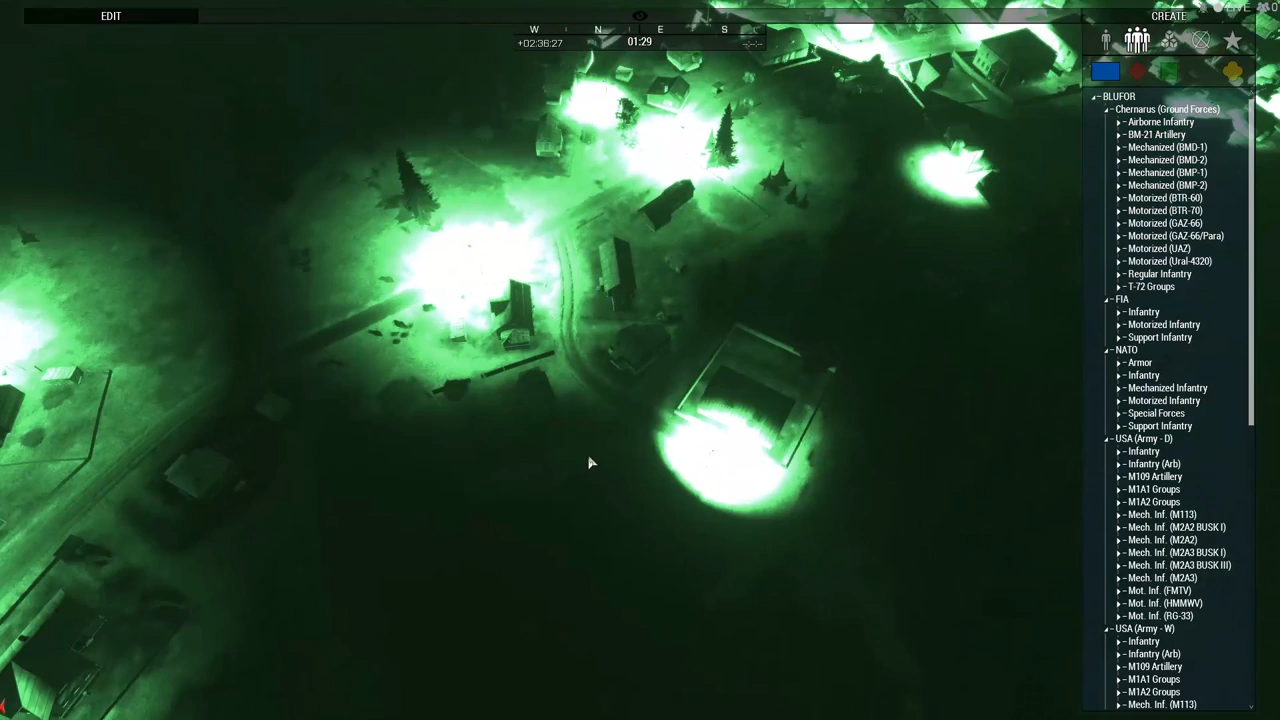 EDIT
W N E S
+02:36:27 01:29
LIVE 0
CREATE
BLUFOR
Chernarus (Ground Forces)
Airborne Infantry
BM-21 Artillery
Mechanized (BMD-1)
Mechanized (BMD-2)
Mechanized (BMP-1)
Mechanized (BMP-2)
Motorized (BTR-60)
Motorized (BTR-70)
Motorized (GAZ-66)
Motorized (GAZ-66/Para)
Motorized (UAZ)
Motorized (Ural-4320)
Regular Infantry
T-72 Groups
FIA
Infantry
Motorized Infantry
Support Infantry
NATO
Armor
Infantry
Mechanized Infantry
Motorized Infantry
Special Forces
Support Infantry
USA (Army - D)
Infantry
Infantry (Arb)
M109 Artillery
M1A1 Groups
M1A2 Groups
Mech. Inf. (M113)
Mech. Inf. (M2A2 BUSK I)
Mech. Inf. (M2A2)
Mech. Inf. (M2A3 BUSK I)
Mech. Inf. (M2A3 BUSK III)
Mech. Inf. (M2A3)
Mot. Inf. (FMTV)
Mot. Inf. (HMMWV)
Mot. Inf. (RG-33)
USA (Army - W)
Infantry
Infantry (Arb)
M109 Artillery
M1A1 Groups
M1A2 Groups
Mech. Inf. (M113)